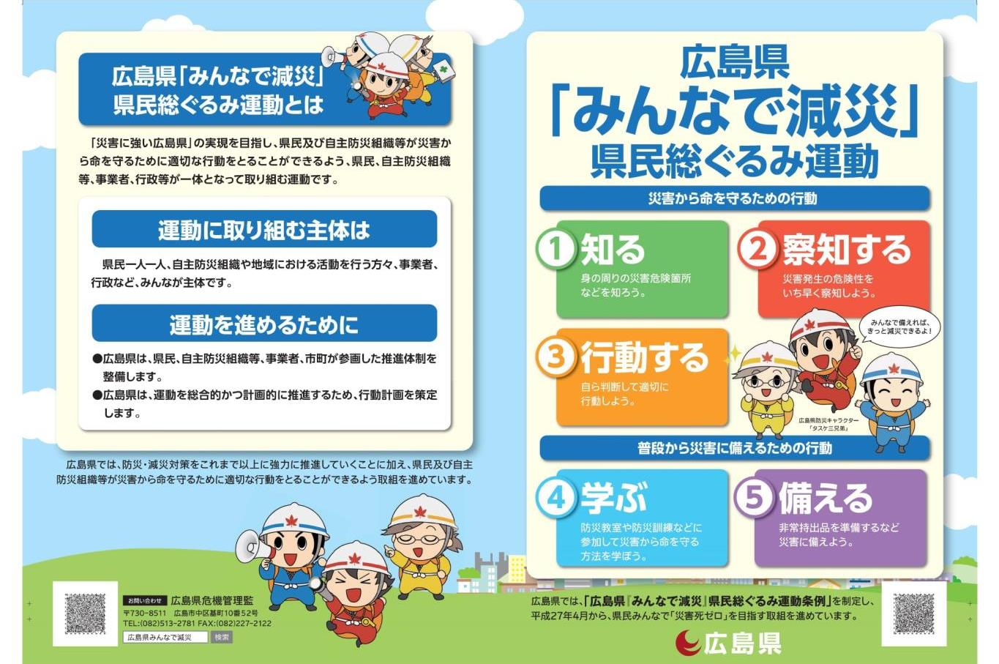 広島県「みんなで減災」
県民総ぐるみ運動とは
「災害に強い広島県」の実現を目指し、県民及び自主防災組織等が災害か
ら命を守るために適切な行動をとることができるよう、県民、自主防災組織
等、事業者、行政等が一体となって取り組む運動です。
運動に取り組む主体は
県民一人一人、自主防災組織や地域における活動を行う方々、事業者、
行政など、みんなが主体です。
運動を進めるために
●広島県は、県民、自主防災組織等、事業者、市町が参画した推進体制を
整備します。
●広島県は、運動を総合的かつ計画的に推進するため、行動計画を策定
します。
広島県では、防災・減災対策をこれまで以上に強力に推進していくことに加え、県民及び自主
防災組織等が災害から命を守るために適切な行動をとることができるよう取組を進めています。
お問い合わせ 広島県危機管理監
〒730-8511 広島市中区基町10番52号
TEL:(082)513-2781 FAX:(082)227-2122
広島県みんなで減災 検索
広島県
「みんなで減災」
県民総ぐるみ運動
災害から命を守るための行動
1 知る
身の周りの災害危険箇所
などを知ろう。
2 察知する
災害発生の危険性を
いち早く察知しよう。
3 行動する
自ら判断して適切に
行動しよう。
みんなで備えれば、
きっと減災できるよ!
広島県防災キャラクター
「タスケ三兄弟」
普段から災害に備えるための行動
4 学ぶ
防災教室や防災訓練などに
参加して災害から命を守る
方法を学ぼう。
5 備える
非常持出品を準備するなど
災害に備えよう。
広島県では、「広島県『みんなで減災』県民総ぐるみ運動条例」を制定し、
平成27年4月から、県民みんなで「災害死ゼロ」を目指す取組を進めています。
広島県